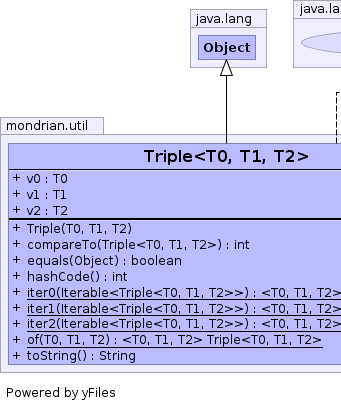 java.lang
java.la
Object
mondrian.util
Triple<T0, T1, T2>
+ v0 : T0
+ v1 : T1
+ v2 : T2
+ Triple(T0, T1, T2)
+ compareTo(Triple<T0, T1, T2>) : int
+ equals(Object) : boolean
+ hashCode() : int
+ iter0(Iterable<Triple<T0, T1, T2>>) : <T0, T1, T2>
+ iter1(Iterable<Triple<T0, T1, T2>>) : <T0, T1, T2>
+ iter2(Iterable<Triple<T0, T1, T2>>) : <T0, T1, T2>
+ of(T0, T1, T2) : <T0, T1, T2> Triple<T0, T1, T2>
+ toString() : String
Powered by yFiles